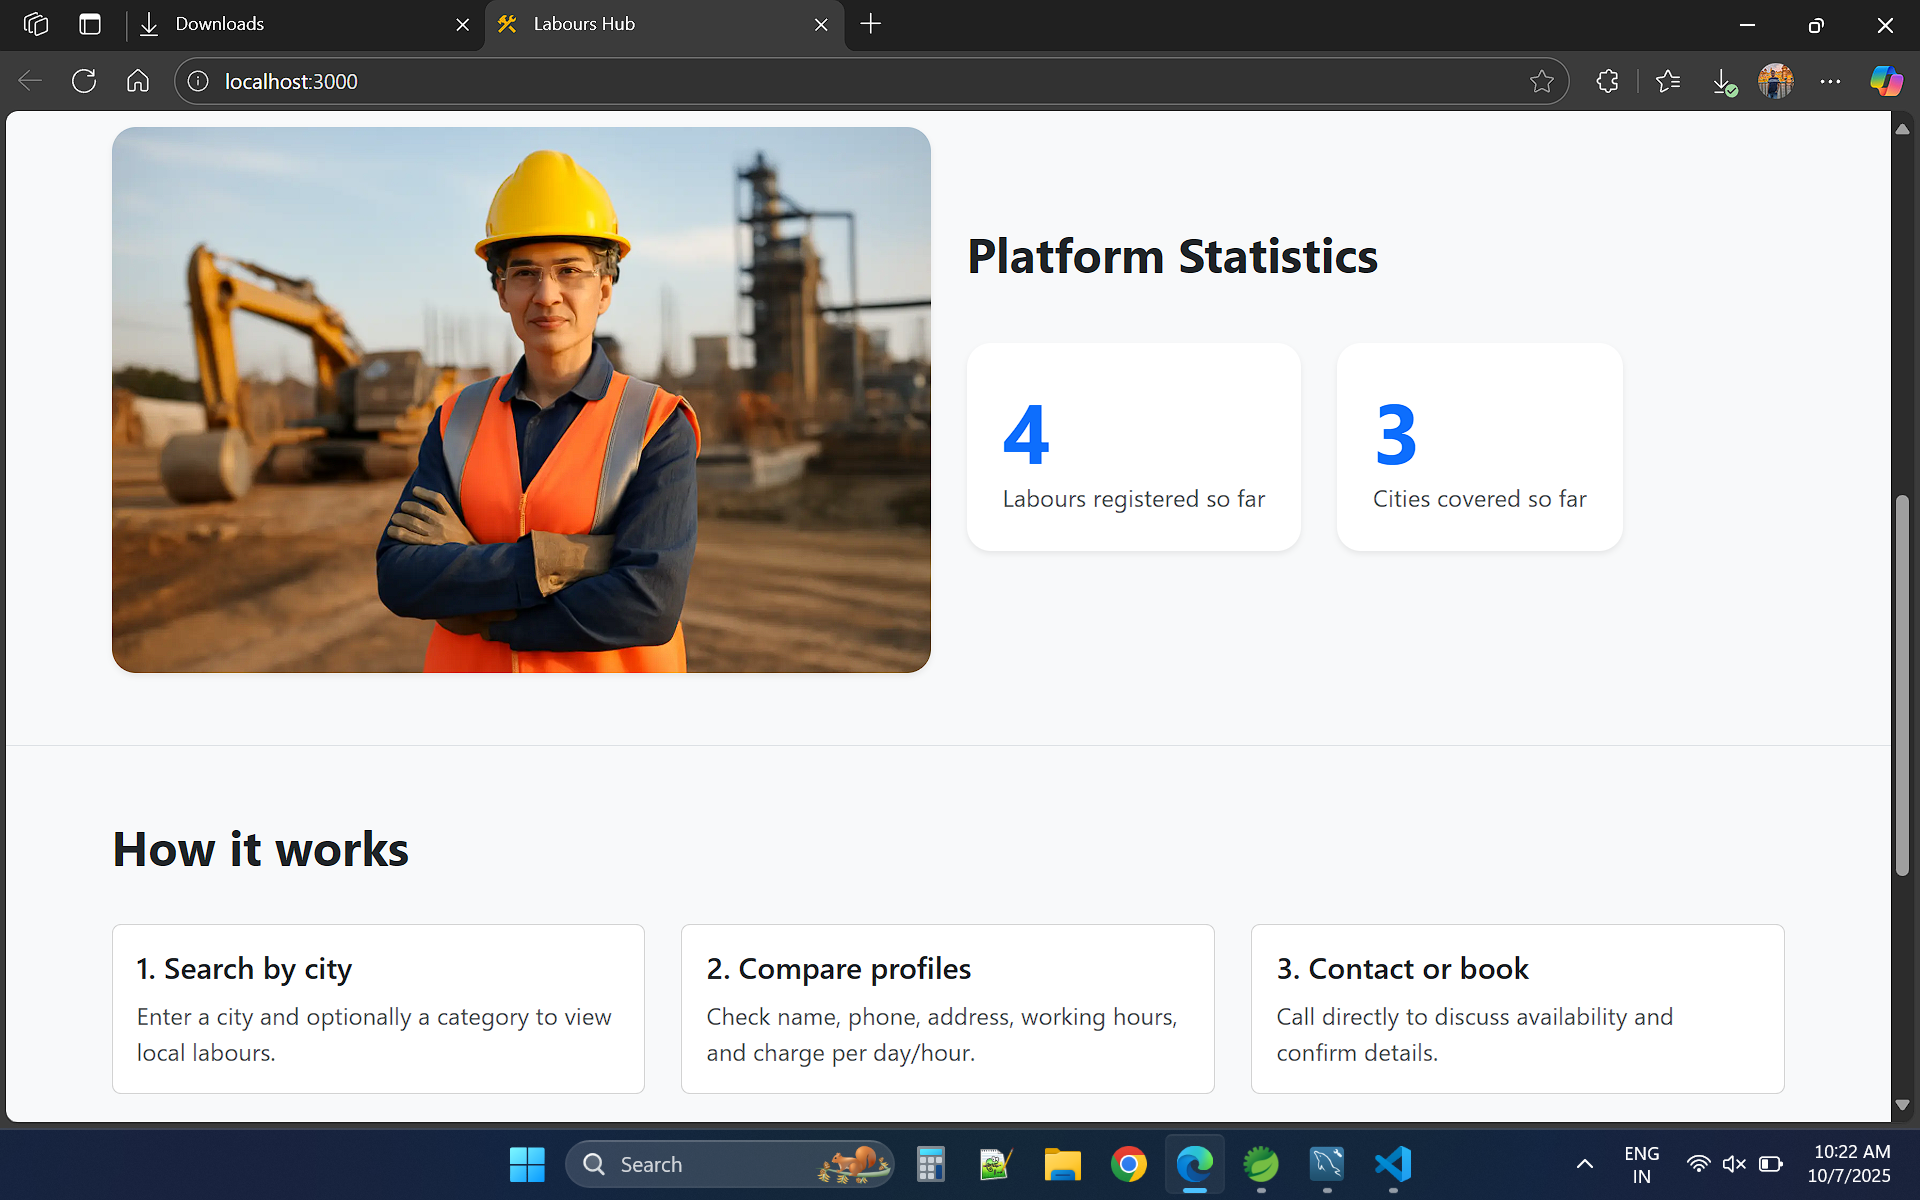 Downloads
Labours Hub
localhost:3000
Platform Statistics
4
Labours registered so far
3
Cities covered so far
How it works
1. Search by city
Enter a city and optionally a category to view
local labours.
2. Compare profiles
Check name, phone, address, working hours,
and charge per day/hour.
3. Contact or book
Call directly to discuss availability and
confirm details.
Search
ENG
IN
10:22 AM
10/7/2025